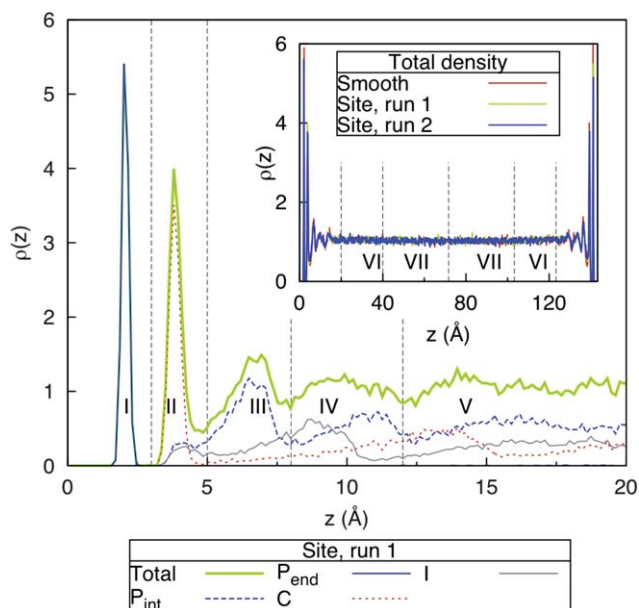 6
5
4
3
2
1
0
ρ(z)
0
5
10
15
20
z (Å)
I
II
III
IV
V
6
4
2
0
ρ(z)
0
40
80
120
z (Å)
Total density
Smooth
Site, run 1
Site, run 2
VI
VII
VII
VI
Site, run 1
Total
P_end
I
P_int
C